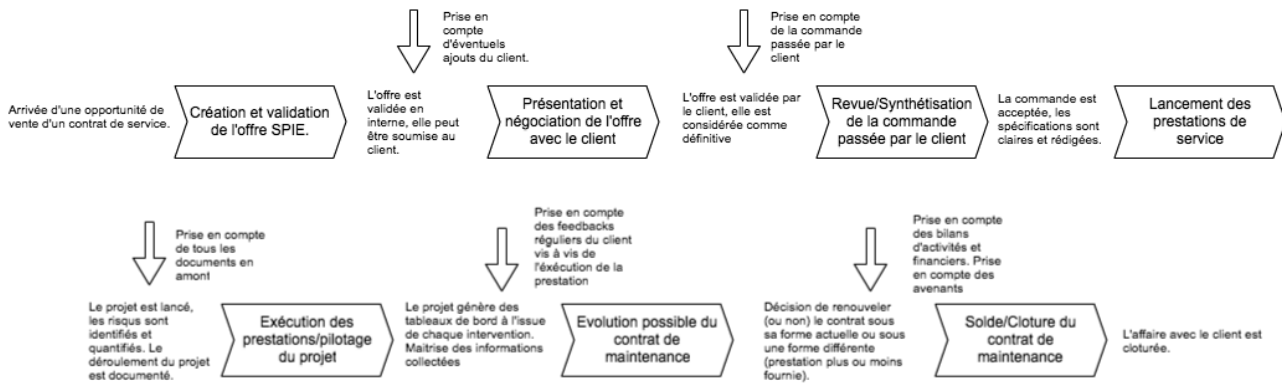 Prise en
compte
d'éventuels
ajouts du client.
Prise en compte
de la commande
passée par le
client
Arrivée d'une opportunité de
vente d'un contrat de service.
Création et validation
de l'offre SPIE.
L'offre est
validée en
interne, elle peut
être soumise au
client.
Présentation et
négociation de l'offre
avec le client
L'offre est validée par
le client, elle est
considérée comme
définitive
Revue/Synthétisation
de la commande
passée par le client
La commande est
acceptée, les
spécifications sont
claires et rédigées.
Lancement des
prestations de
service
Prise en compte
de tous les
documents en
amont
Prise en compte
des feedbacks
réguliers du client
vis à vis de
l'éxécution de la
prestation
Prise en compte
des bilans
d'activités et
financiers. Prise
en compte des
avenants
Le projet est lancé,
les risqus sont
identifiés et
quantifiés. Le
déroulement du projet
est documenté.
Exécution des
prestations/pilotage
du projet
Le projet génère des
tableaux de bord à l'issue
de chaque intervention.
Maitrise des informations
collectées
Evolution possible du
contrat de
maintenance
Décision de renouveler
(ou non) le contrat sous
sa forme actuelle ou sous
une forme différente
(prestation plus ou moins
fournie).
Solde/Cloture du
contrat de
maintenance
L'affaire avec le client est
cloturée.